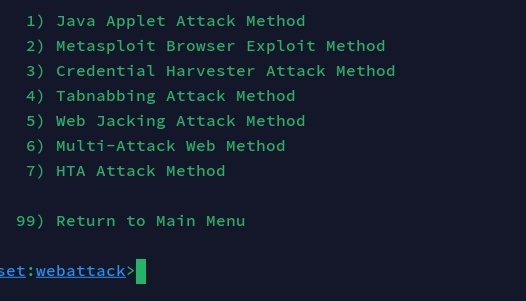 1) Java Applet Attack Method
2) Metasploit Browser Exploit Method
3) Credential Harvester Attack Method
4) Tabnabbing Attack Method
5) Web Jacking Attack Method
6) Multi-Attack Web Method
7) HTA Attack Method
99) Return to Main Menu
set:webattack>